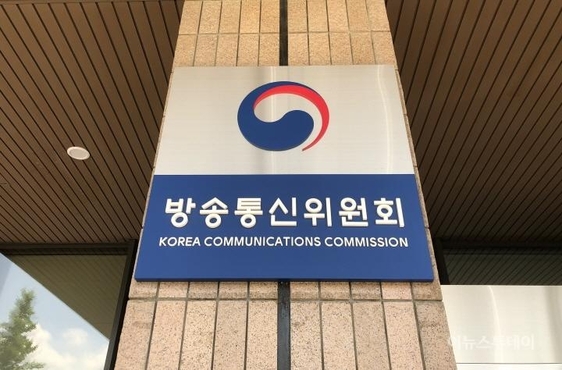 방송통신위원회
KOREA COMMUNICATIONS COMMISSION